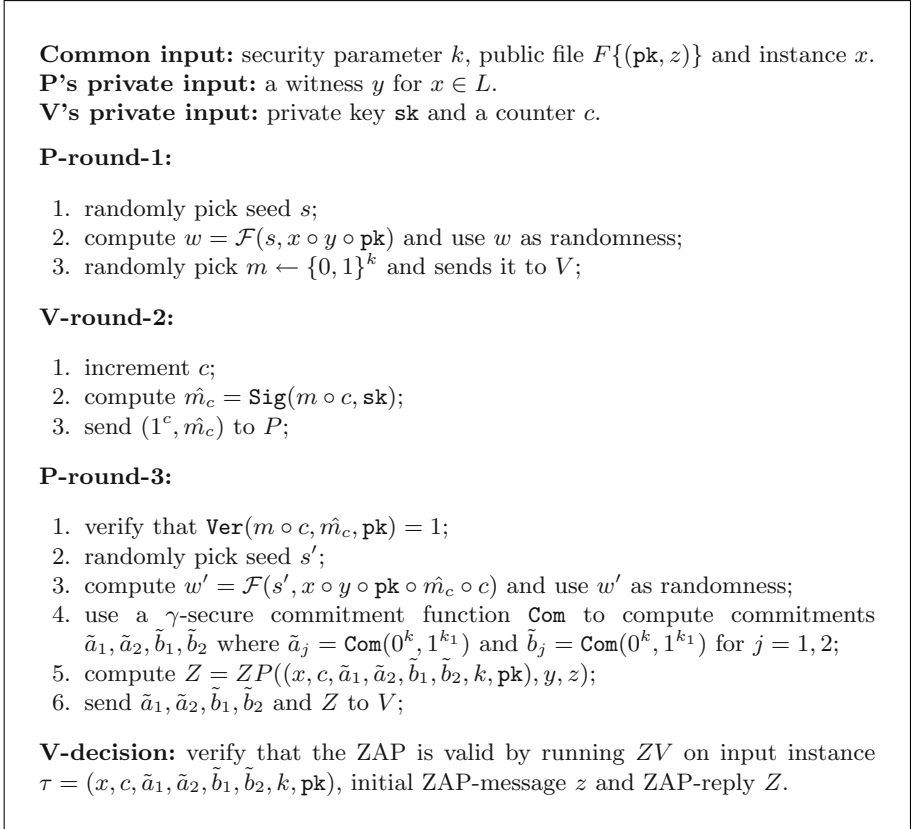 Common input: security parameter k, public file F{(pk, z)} and instance x.
P's private input: a witness y for x ∈ L.
V's private input: private key sk and a counter c.
P-round-1:
1. randomly pick seed s;
2. compute w = ℱ(s, x ∘ y ∘ pk) and use w as randomness;
3. randomly pick m ← {0, 1}^k and sends it to V;
V-round-2:
1. increment c;
2. compute m̂_c = Sig(m ∘ c, sk);
3. send (1^c, m̂_c) to P;
P-round-3:
1. verify that Ver(m ∘ c, m̂_c, pk) = 1;
2. randomly pick seed s′;
3. compute w′ = ℱ(s′, x ∘ y ∘ pk ∘ m̂_c ∘ c) and use w′ as randomness;
4. use a γ-secure commitment function Com to compute commitments
ã_1, ã_2, b̃_1, b̃_2 where ã_j = Com(0^k, 1^{k_1}) and b̃_j = Com(0^k, 1^{k_1}) for j = 1, 2;
5. compute Z = ZP((x, c, ã_1, ã_2, b̃_1, b̃_2, k, pk), y, z);
6. send ã_1, ã_2, b̃_1, b̃_2 and Z to V;
V-decision: verify that the ZAP is valid by running ZV on input instance
τ = (x, c, ã_1, ã_2, b̃_1, b̃_2, k, pk), initial ZAP-message z and ZAP-reply Z.